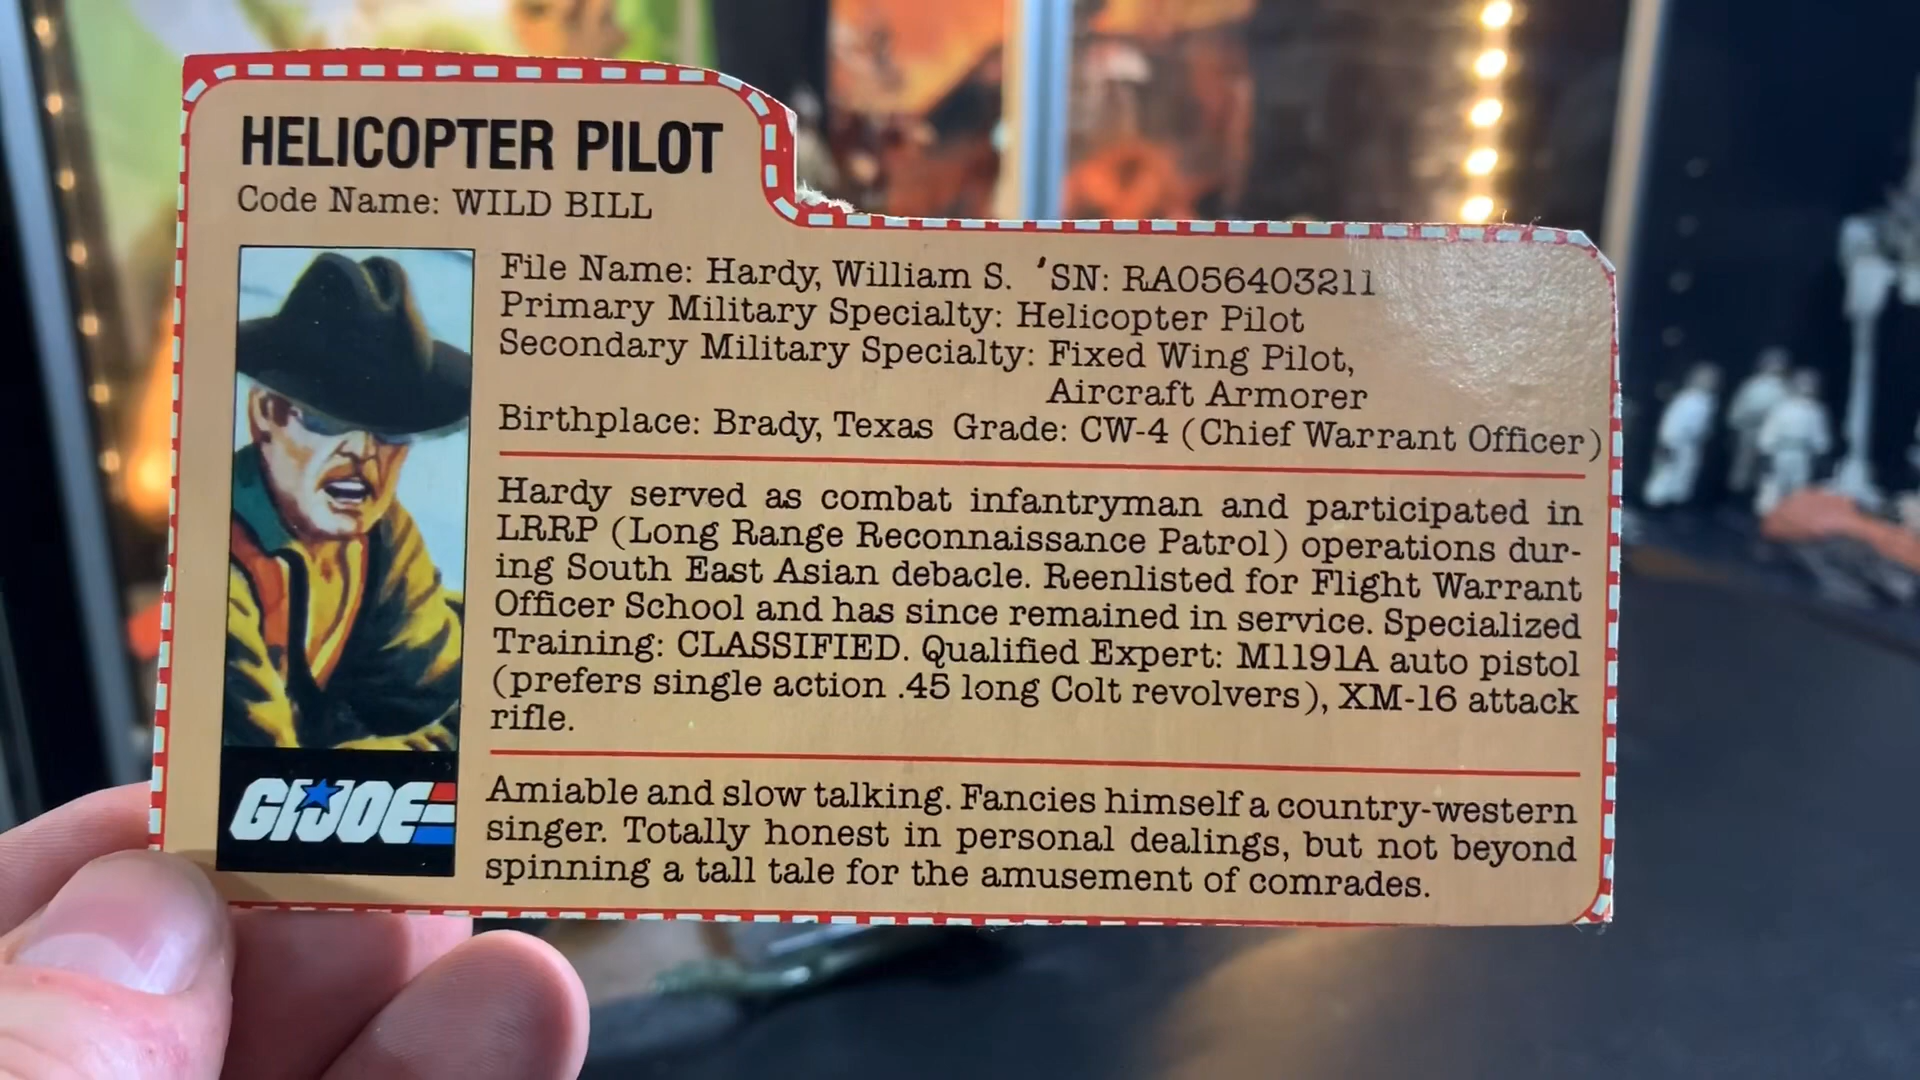 HELICOPTER PILOT
Code Name: WILD BILL
File Name: Hardy, William S. SN: RA056403211
Primary Military Specialty: Helicopter Pilot
Secondary Military Specialty: Fixed Wing Pilot,
Aircraft Armorer
Birthplace: Brady, Texas Grade: CW-4 (Chief Warrant Officer)
Hardy served as combat infantryman and participated in
LRRP (Long Range Reconnaissance Patrol) operations dur-
ing South East Asian debacle. Reenlisted for Flight Warrant
Officer School and has since remained in service. Specialized
Training: CLASSIFIED. Qualified Expert: M1191A auto pistol
(prefers single action .45 long Colt revolvers), XM-16 attack
rifle.
Amiable and slow talking. Fancies himself a country-western
singer. Totally honest in personal dealings, but not beyond
spinning a tall tale for the amusement of comrades.
GI JOE